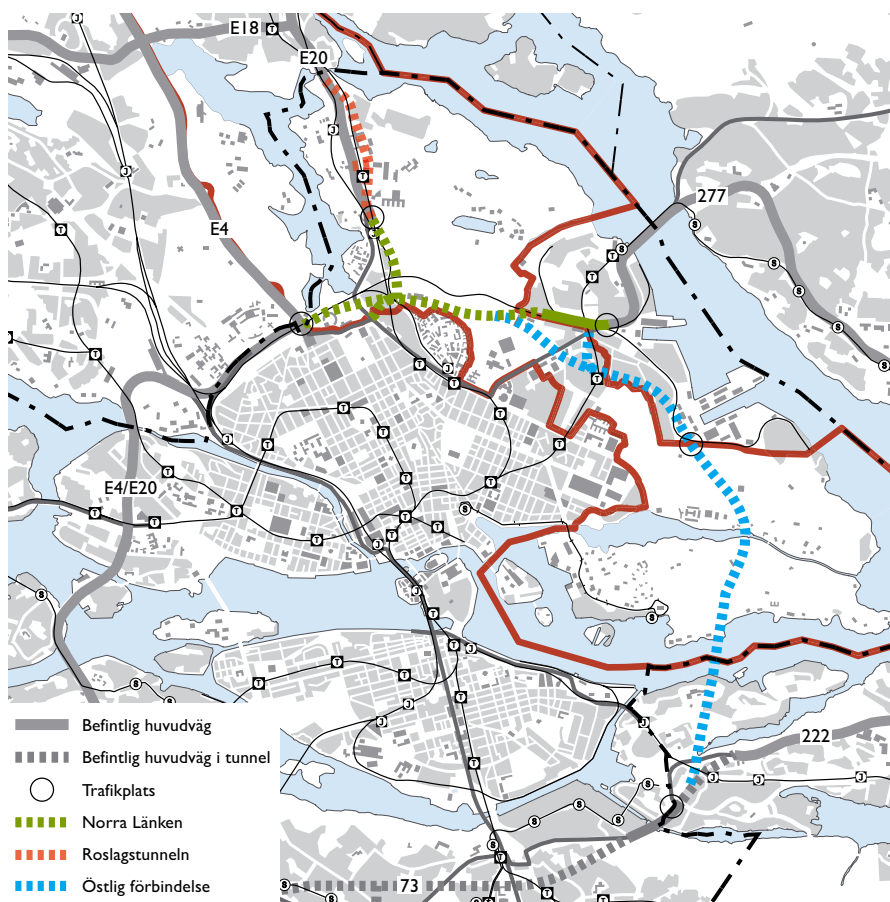 E18
E20
277
E4
E4/E20
222
73
Befintlig huvudväg
Befintlig huvudväg i tunnel
Trafikplats
Norra Länken
Roslagstunneln
Östlig förbindelse